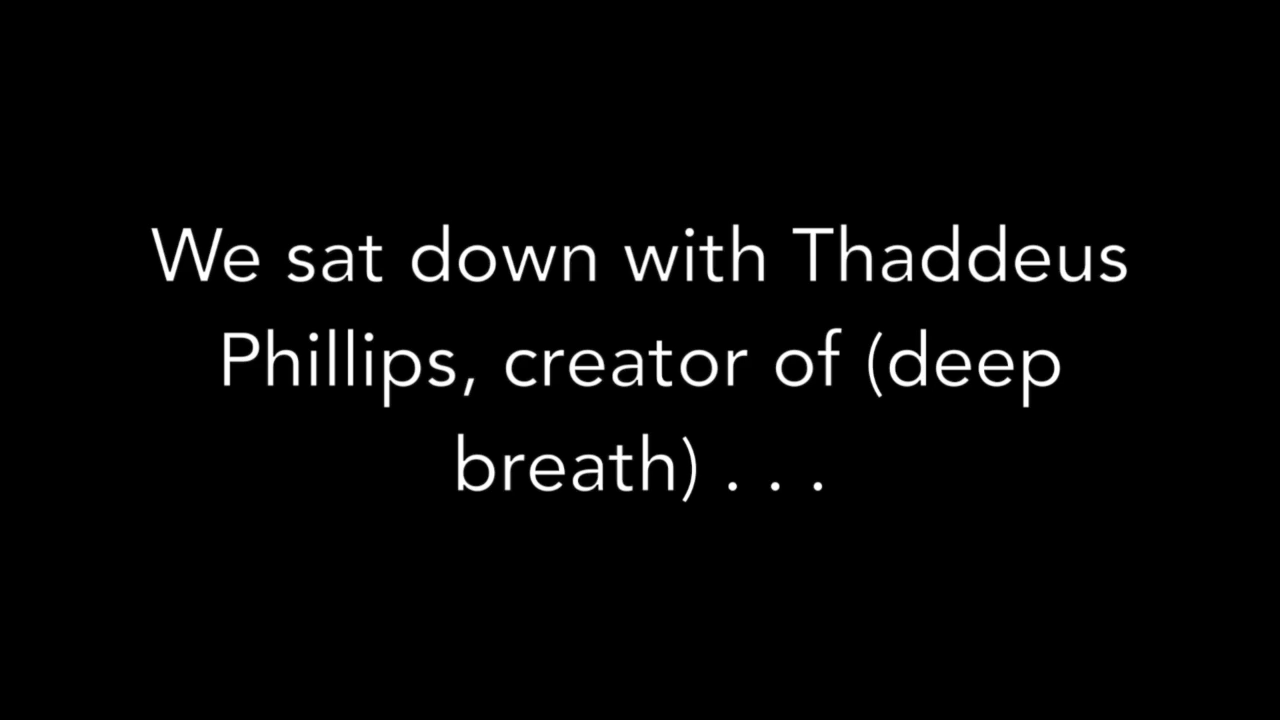 We sat down with Thaddeus
Phillips, creator of (deep
breath) . . .